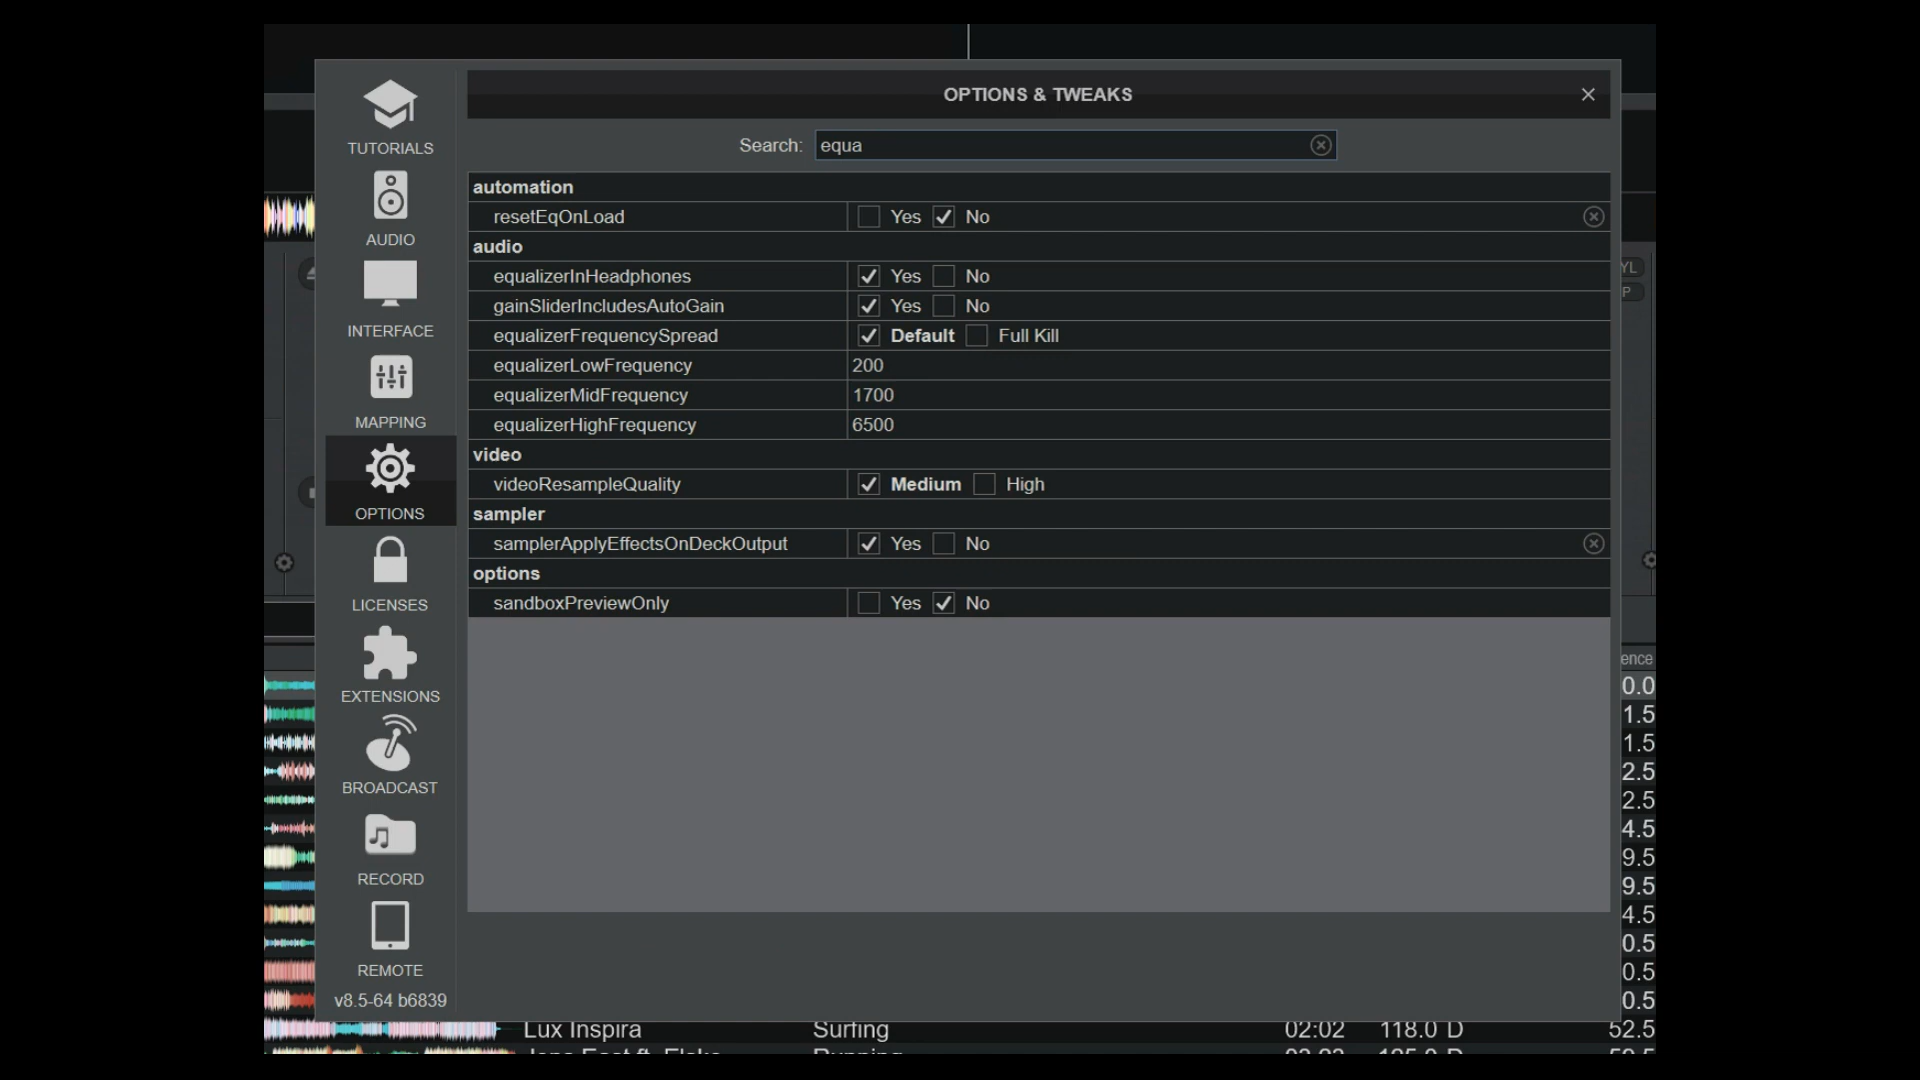 OPTIONS & TWEAKS
Search: equa
TUTORIALS
AUDIO
INTERFACE
MAPPING
OPTIONS
LICENSES
EXTENSIONS
BROADCAST
RECORD
REMOTE
v8.5-64 b6839
automation
resetEqOnLoad Yes No
audio
equalizerInHeadphones Yes No
gainSliderIncludesAutoGain Yes No
equalizerFrequencySpread Default Full Kill
equalizerLowFrequency 200
equalizerMidFrequency 1700
equalizerHighFrequency 6500
video
videoResampleQuality Medium High
sampler
samplerApplyEffectsOnDeckOutput Yes No
options
sandboxPreviewOnly Yes No
YL
P
ence
0.0
1.5
1.5
2.5
2.5
4.5
9.5
9.5
4.5
0.5
0.5
0.5
Lux Inspira Surfing 02:02 118.0 D 52.5